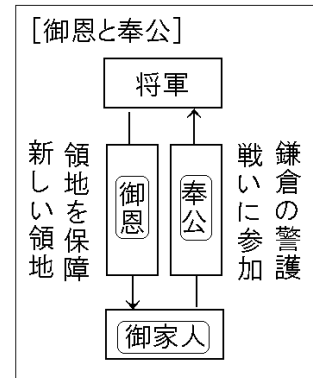 [御恩と奉公]
将軍
鎌倉の警護
戦いに参加
奉公
御恩
領地を保障
新しい領地
御家人